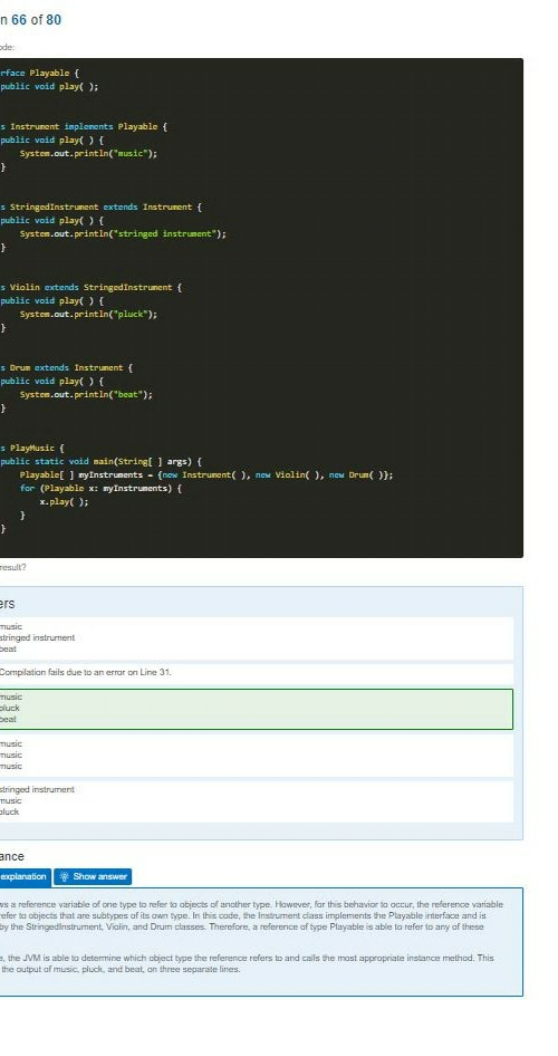 n 66 of 80
ode:
rface Playable {
public void play( );
s Instrument implements Playable {
public void play( ) {
System.out.println("music");
}
s StringedInstrument extends Instrument {
public void play( ) {
System.out.println("stringed instrument");
}
s Violin extends StringedInstrument {
public void play( ) {
System.out.println("pluck");
}
s Drum extends Instrument {
public void play( ) {
System.out.println("beat");
}
s PlayMusic {
public static void main(String[ ] args) {
Playable[ ] myInstruments = {new Instrument( ), new Violin( ), new Drum( )};
for (Playable x: myInstruments) {
x.play( );
}
}
result?
ers
music
stringed instrument
beat
Compilation fails due to an error on Line 31.
music
pluck
beat
music
music
music
stringed instrument
music
pluck
ance
explanation
Show answer
ws a reference variable of one type to refer to objects of another type. However, for this behavior to occur, the reference variable
refer to objects that are subtypes of its own type. In this code, the Instrument class implements the Playable interface and is
by the StringedInstrument, Violin, and Drum classes. Therefore, a reference of type Playable is able to refer to any of these
e, the JVM is able to determine which object type the reference refers to and calls the most appropriate instance method. This
the output of music, pluck, and beat, on three separate lines.